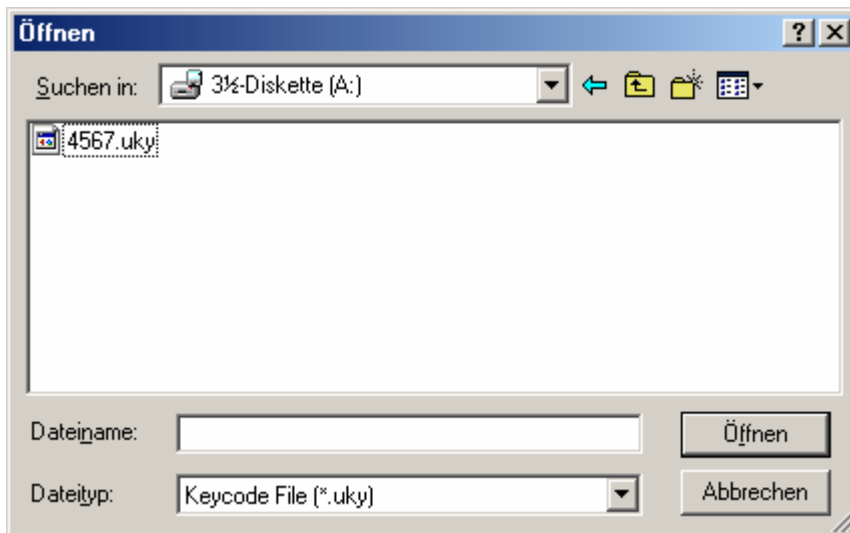 Öffnen
Suchen in: 3½-Diskette (A:)
4567.uky
Dateiname: Öffnen
Dateityp: Keycode File (*.uky) Abbrechen